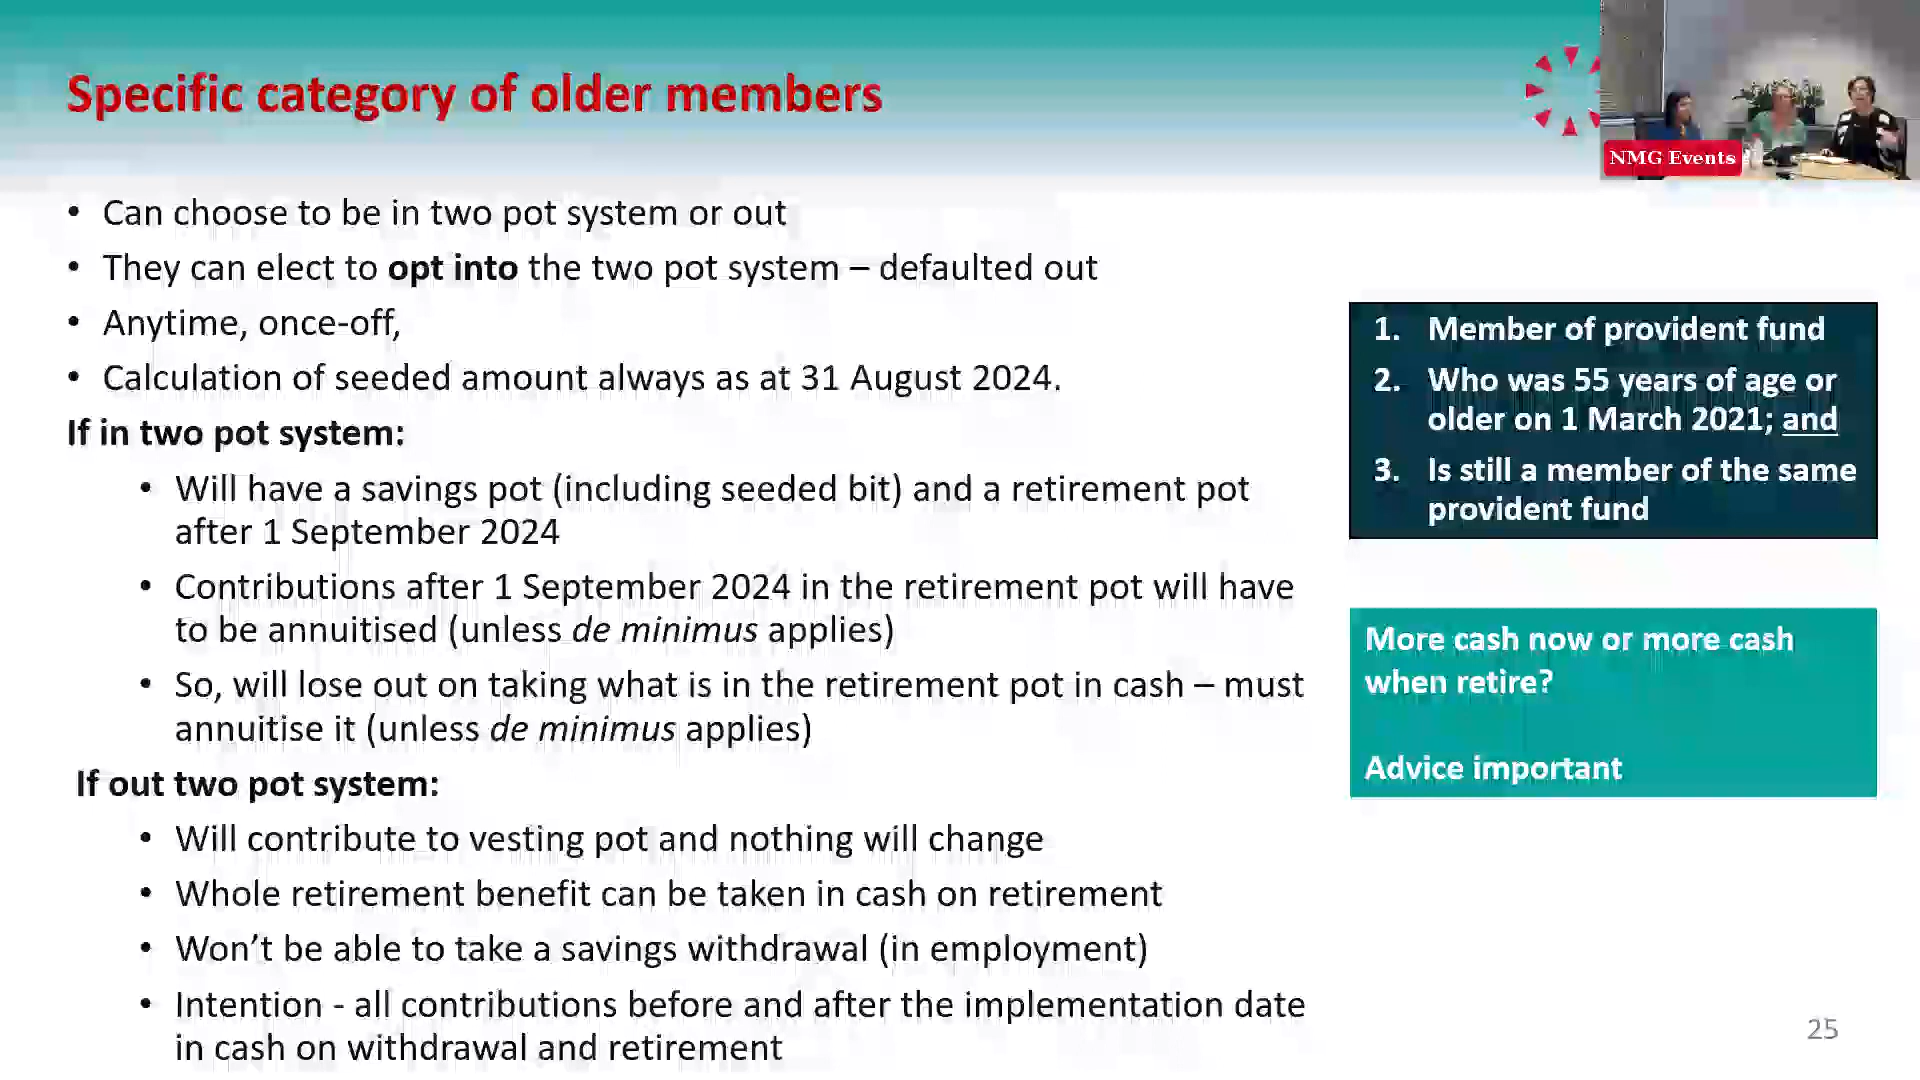 Specific category of older members
NMG Events
• Can choose to be in two pot system or out
• They can elect to opt into the two pot system – defaulted out
• Anytime, once-off,
• Calculation of seeded amount always as at 31 August 2024.
If in two pot system:
• Will have a savings pot (including seeded bit) and a retirement pot
after 1 September 2024
• Contributions after 1 September 2024 in the retirement pot will have
to be annuitised (unless de minimus applies)
• So, will lose out on taking what is in the retirement pot in cash – must
annuitise it (unless de minimus applies)
If out two pot system:
• Will contribute to vesting pot and nothing will change
• Whole retirement benefit can be taken in cash on retirement
• Won’t be able to take a savings withdrawal (in employment)
• Intention - all contributions before and after the implementation date
in cash on withdrawal and retirement
1. Member of provident fund
2. Who was 55 years of age or
older on 1 March 2021; and
3. Is still a member of the same
provident fund
More cash now or more cash
when retire?
Advice important
25